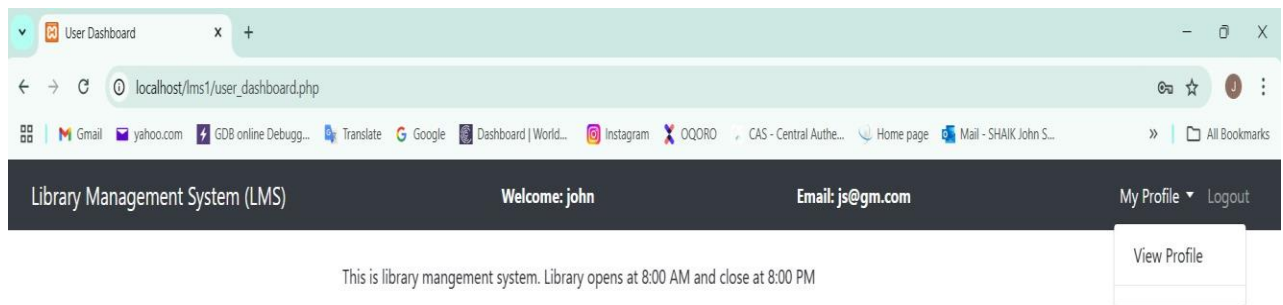 User Dashboard
localhost/lms1/user_dashboard.php
Gmail yahoo.com GDB online Debugg... Translate Google Dashboard | World... Instagram OQORO CAS - Central Authe... Home page Mail - SHAIK John S... » All Bookmarks
Library Management System (LMS) Welcome: john Email: js@gm.com My Profile Logout
View Profile
This is library mangement system. Library opens at 8:00 AM and close at 8:00 PM